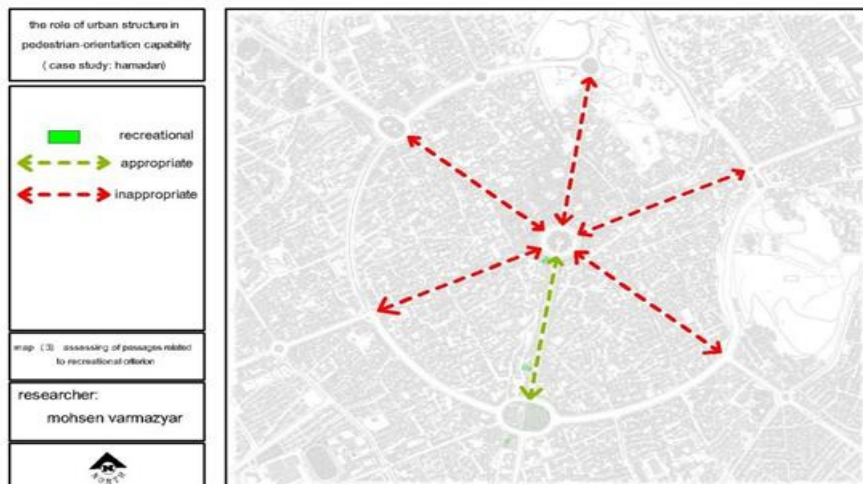 the role of urban structure in
pedestrian-orientation capability
( case study: hamadan)
recreational
appropriate
inappropriate
map (3) assessing of passages related
to recreational criterion
researcher:
mohsen varmazyar
NORTH